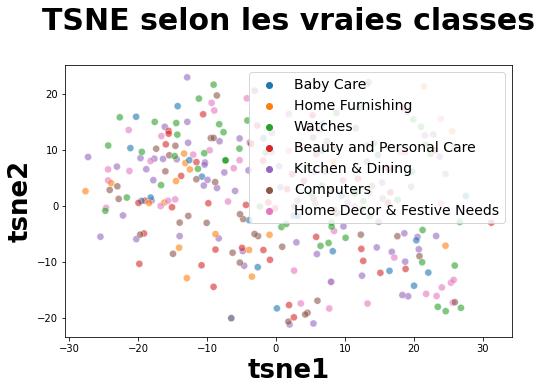 TSNE selon les vraies classes
20
10
0
−10
−20
tsne2
Baby Care
Home Furnishing
Watches
Beauty and Personal Care
Kitchen & Dining
Computers
Home Decor & Festive Needs
−30 −20 −10 0 10 20 30
tsne1